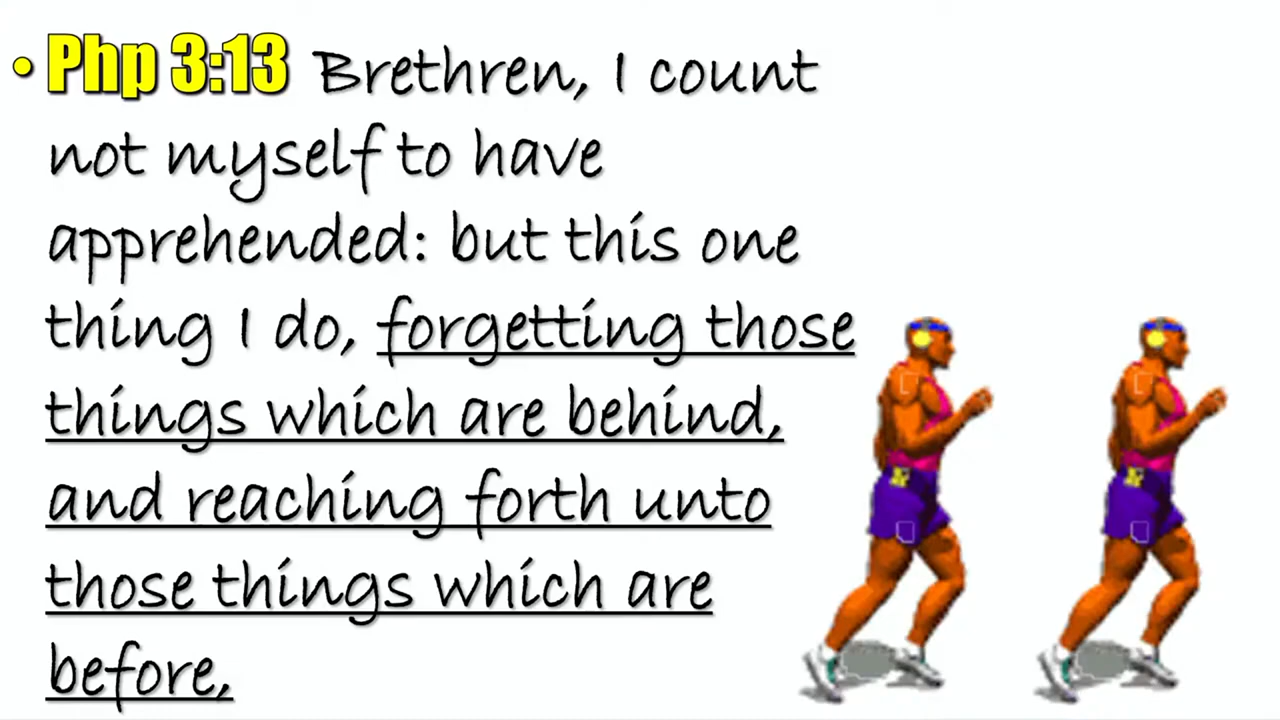 • Php 3:13 Brethren, I count
not myself to have
apprehended: but this one
thing I do, forgetting those
things which are behind,
and reaching forth unto
those things which are
before,